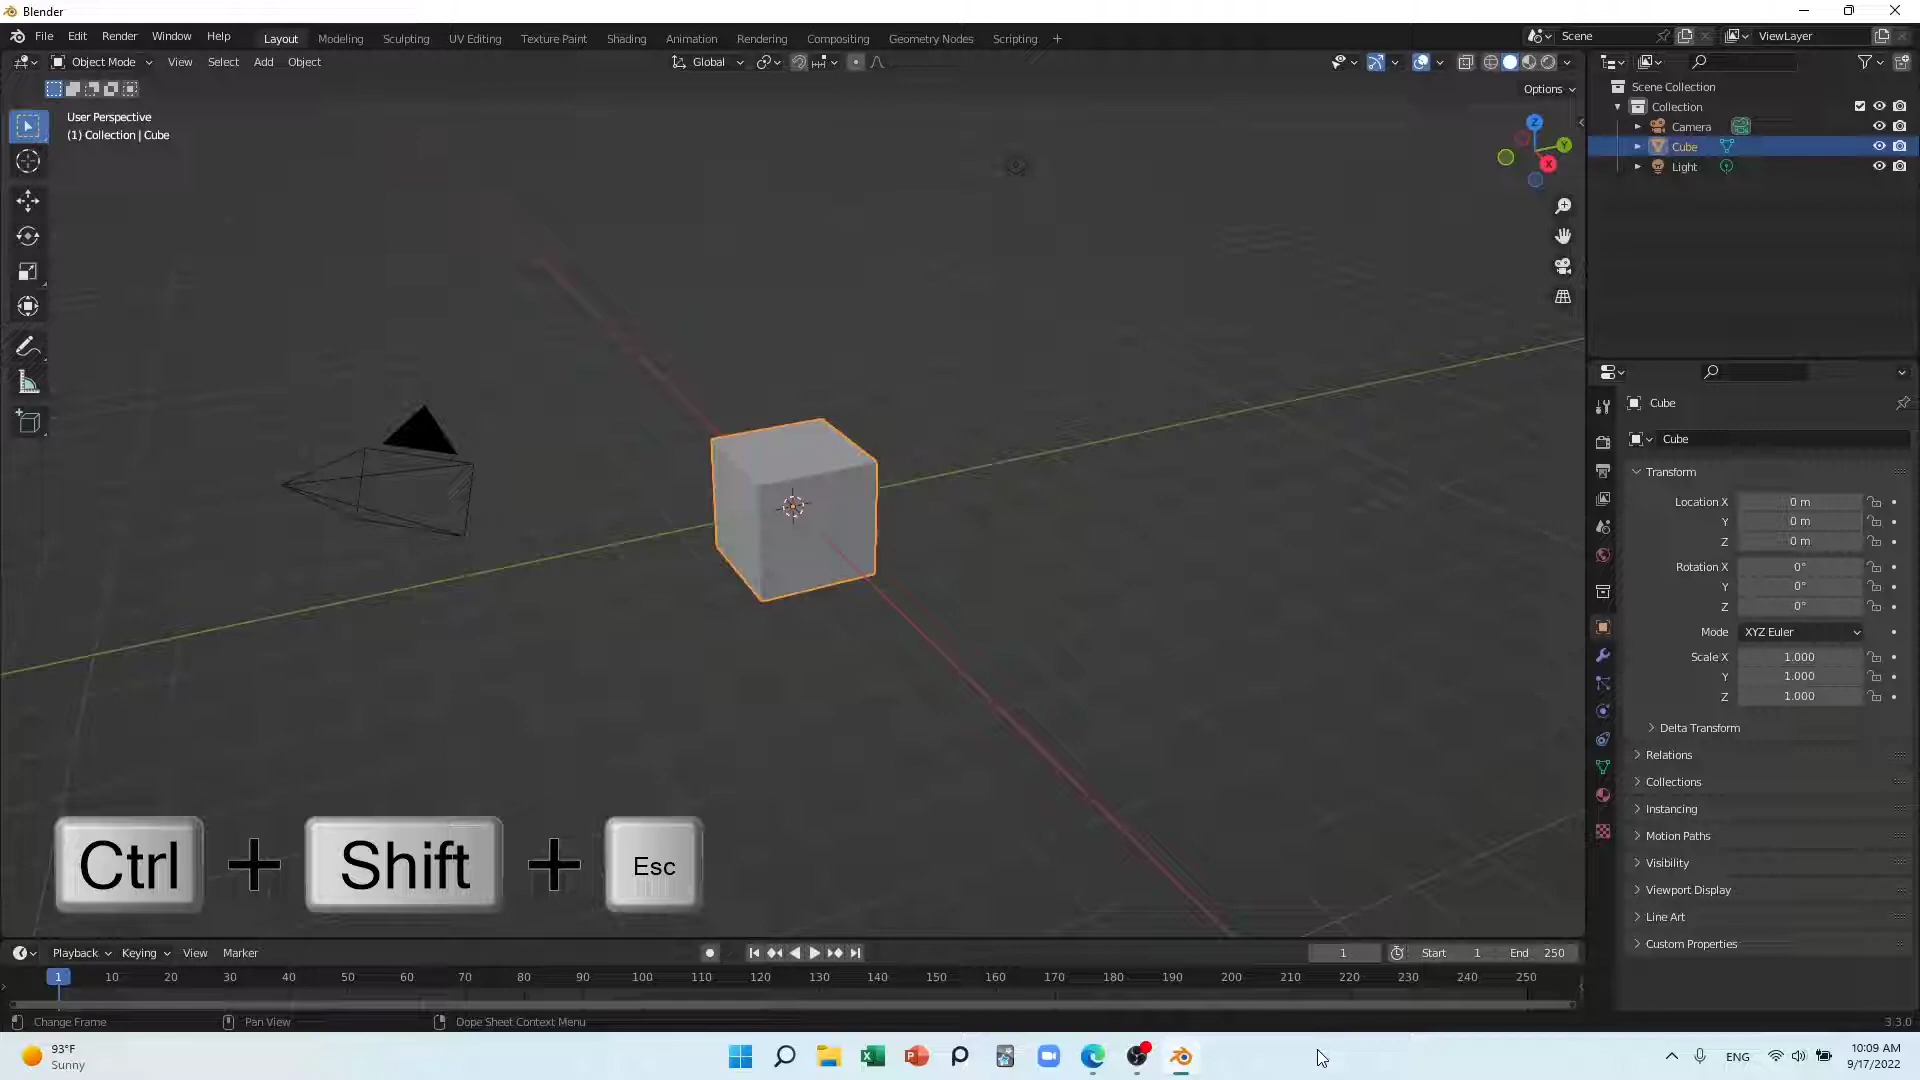 Blender
File Edit Render Window Help Layout Modeling Sculpting UV Editing Texture Paint Shading Animation Rendering Compositing Geometry Nodes Scripting + Scene ViewLayer
Object Mode View Select Add Object Global
Options
User Perspective
(1) Collection | Cube
Z
Y
X
Scene Collection
Collection
Camera
Cube
Light
Cube
Cube
Transform
Location X 0 m
Y 0 m
Z 0 m
Rotation X 0°
Y 0°
Z 0°
Mode XYZ Euler
Scale X 1.000
Y 1.000
Z 1.000
Delta Transform
Relations
Collections
Instancing
Motion Paths
Visibility
Viewport Display
Line Art
Custom Properties
Ctrl + Shift + Esc
Playback Keying View Marker 1 Start 1 End 250
1 10 20 30 40 50 60 70 80 90 100 110 120 130 140 150 160 170 180 190 200 210 220 230 240 250
Change Frame Pan View Dope Sheet Context Menu 3.3.0
93°F
Sunny
ENG
10:09 AM
9/17/2022